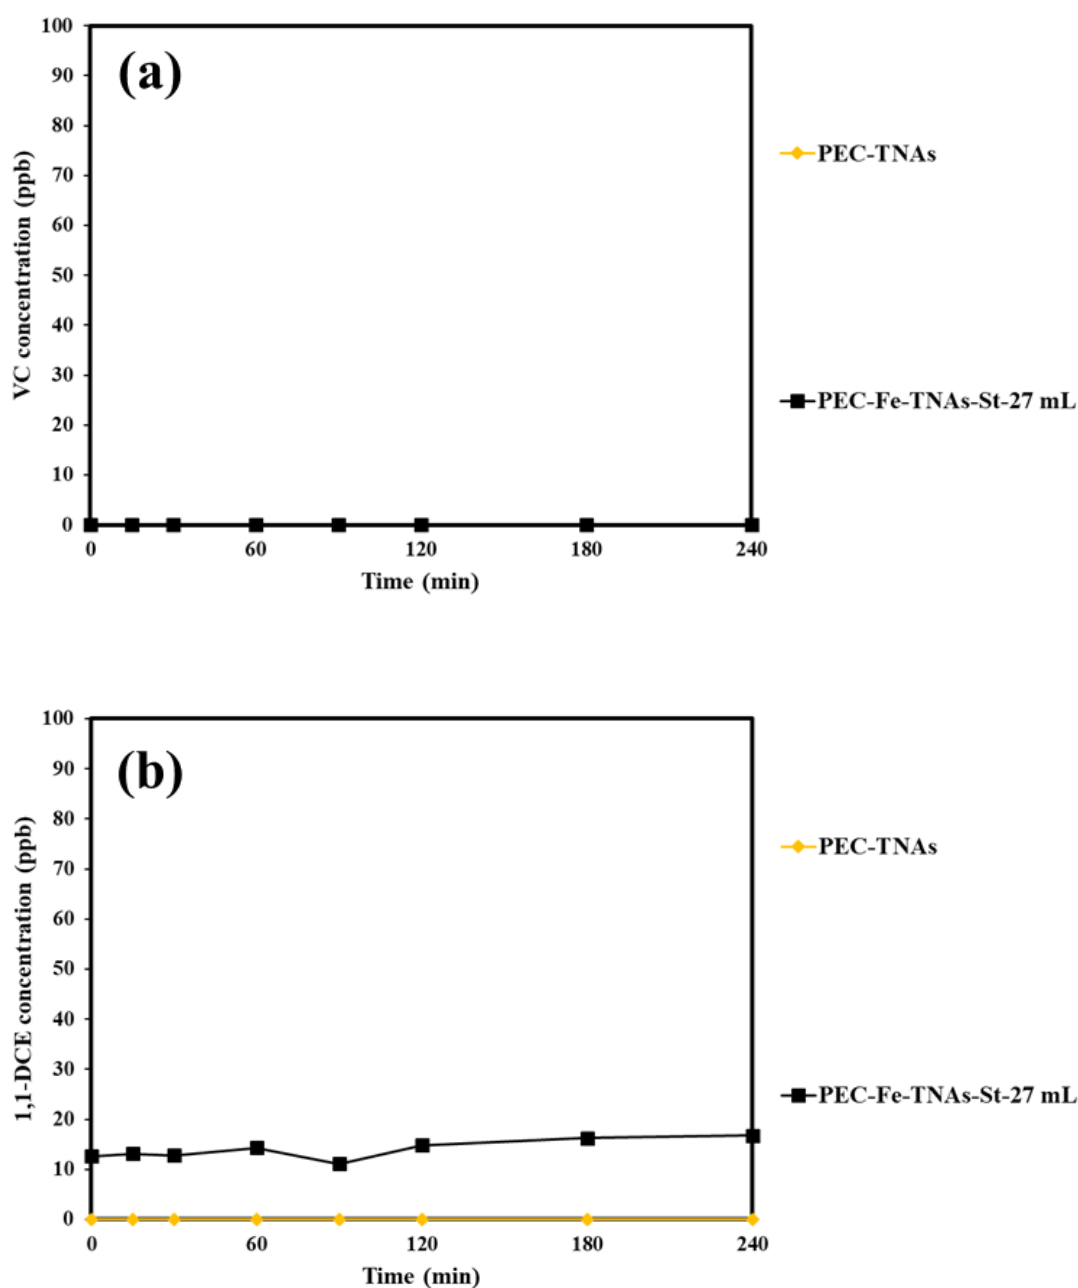 (a)
VC concentration (ppb)
100
90
80
70
60
50
40
30
20
10
0
0 60 120 180 240
Time (min)
PEC-TNAs
PEC-Fe-TNAs-St-27 mL
(b)
1,1-DCE concentration (ppb)
100
90
80
70
60
50
40
30
20
10
0
0 60 120 180 240
Time (min)
PEC-TNAs
PEC-Fe-TNAs-St-27 mL